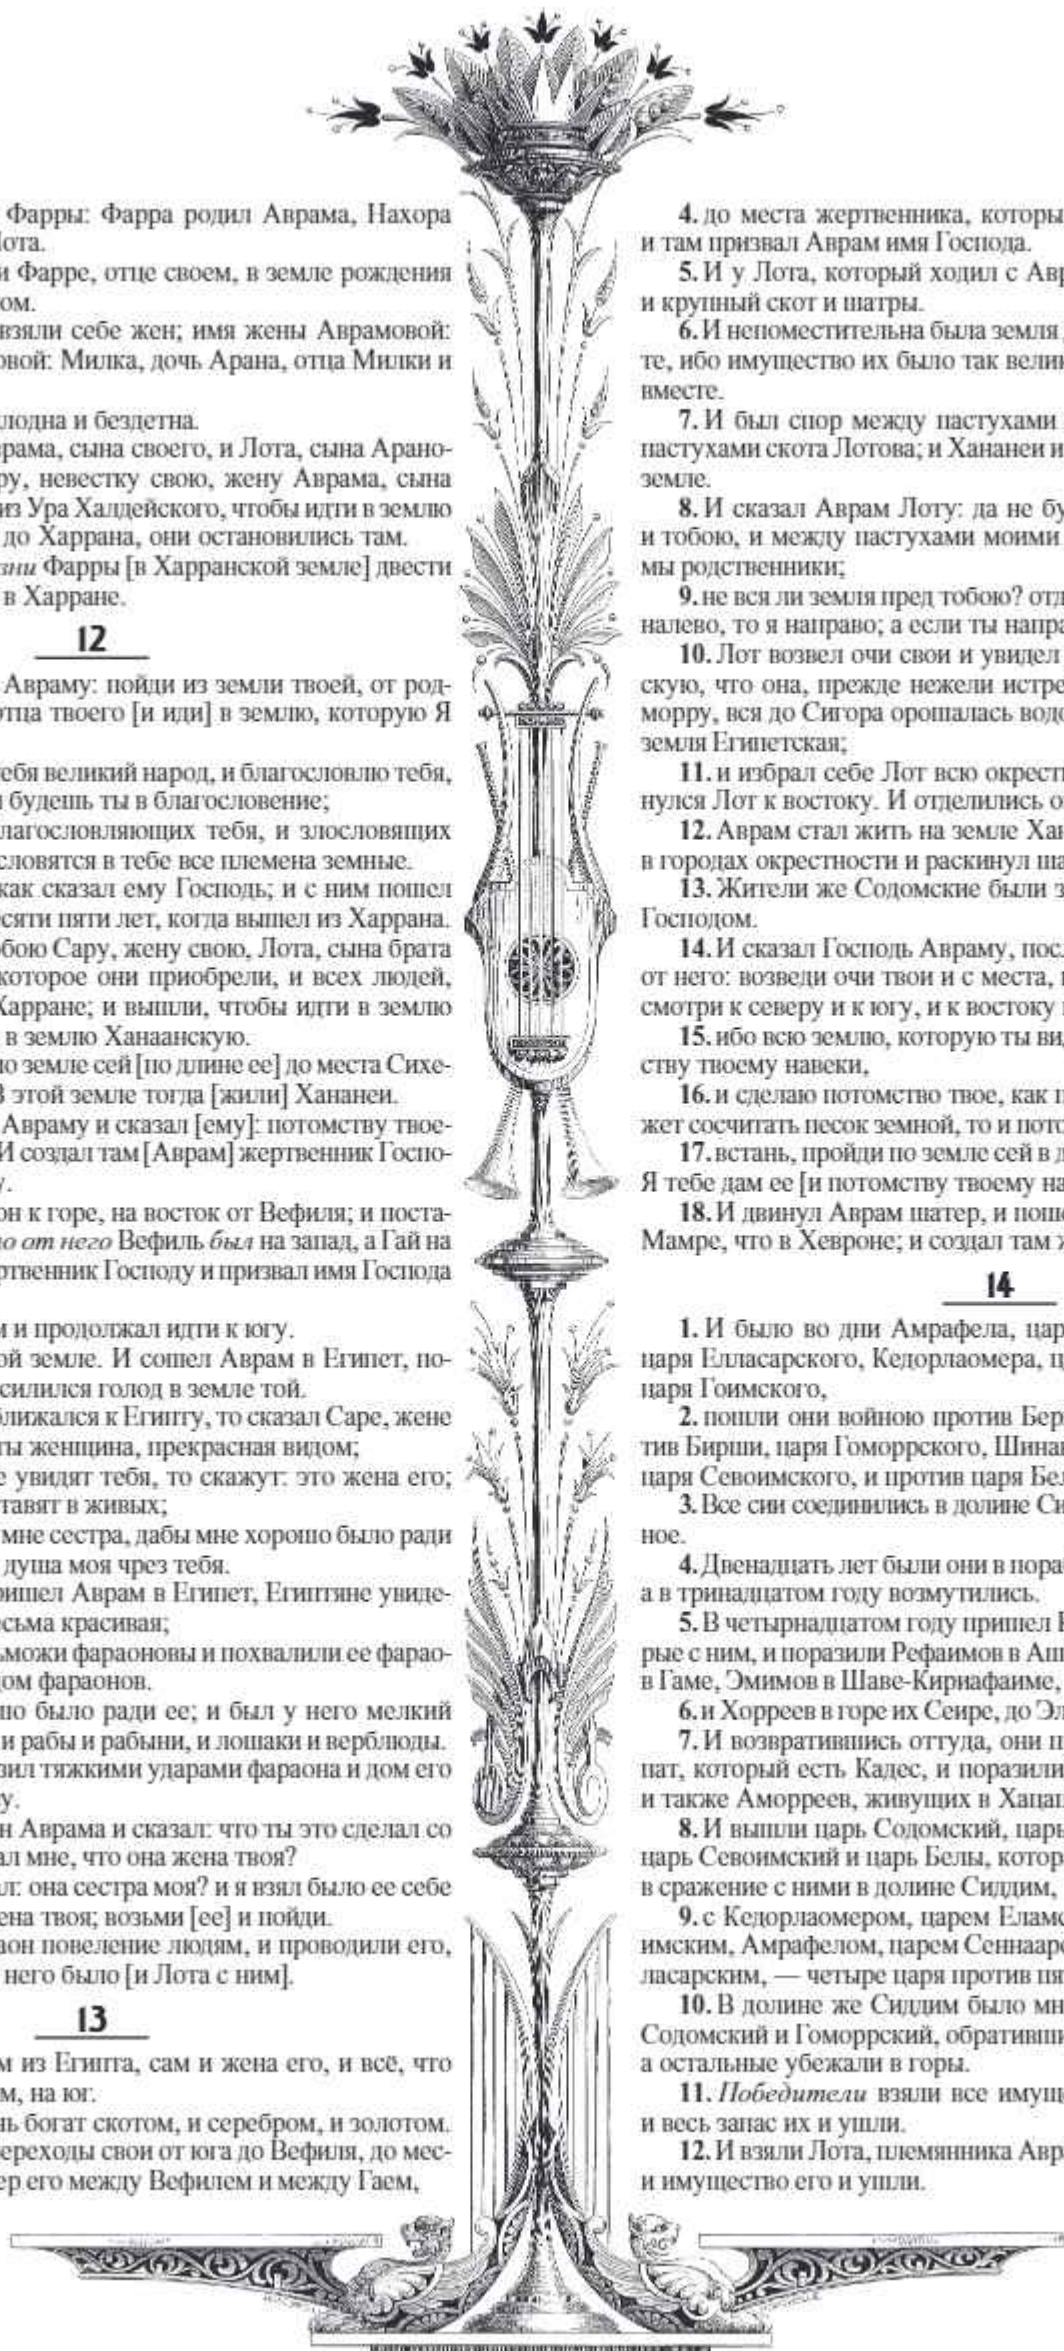 Фарры: Фарра родил Аврама, Нахора
Лота.
и Фарре, отце своем, в земле рождения
ом.
взяли себе жен; имя жены Аврамовой:
овой: Милка, дочь Арана, отца Милки и
лодна и бездетна.
рама, сына своего, и Лота, сына Арано-
ру, невестку свою, жену Аврама, сына
из Ура Халдейского, чтобы идти в землю
до Харрана, они остановились там.
зни Фарры [в Харранской земле] двести
в Харране.
12
Авраму: пойди из земли твоей, от род-
отца твоего [и иди] в землю, которую Я
тебя великий народ, и благословлю тебя,
и будешь ты в благословение;
лагословляющих тебя, и злословящих
словятся в тебе все племена земные.
как сказал ему Господь; и с ним пошел
есяти пяти лет, когда вышел из Харрана.
обою Сару, жену свою, Лота, сына брата
которое они приобрели, и всех людей,
Харране; и вышли, чтобы идти в землю
в землю Ханаанскую.
по земле сей [по длине ее] до места Сихе-
В этой земле тогда [жили] Хананеи.
Авраму и сказал [ему]: потомству твое-
И создал там [Аврам] жертвенник Госпо-
у.
он к горе, на восток от Вефиля; и поста-
о от него Вефиль был на запад, а Гай на
ртвенник Господу и призвал имя Господа
м и продолжал идти к югу.
ой земле. И сошел Аврам в Египет, по-
силился голод в земле той.
ближался к Египту, то сказал Саре, жене
ты женщина, прекрасная видом;
е увидят тебя, то скажут: это жена его;
тавят в живых;
мне сестра, дабы мне хорошо было ради
душа моя чрез тебя.
ришел Аврам в Египет, Египтяне увиде-
есьма красивая;
ьможи фараоновы и похвалили ее фарао-
дом фараонов.
шо было ради ее; и был у него мелкий
и рабы и рабыни, и лошаки и верблюды.
зил тяжкими ударами фараона и дом его
у.
н Аврама и сказал: что ты это сделал со
ал мне, что она жена твоя?
ал: она сестра моя? и я взял было ее себе
ена твоя; возьми [ее] и пойди.
аон повеление людям, и проводили его,
него было [и Лота с ним].
13
м из Египта, сам и жена его, и всё, что
м, на юг.
нь богат скотом, и серебром, и золотом.
ереходы свои от юга до Вефиля, до мес-
ер его между Вефилем и между Гаем,
4. до места жертвенника, которы
и там призвал Аврам имя Господа.
5. И у Лота, который ходил с Авр
и крупный скот и шатры.
6. И непоместительна была земля
те, ибо имущество их было так велик
вместе.
7. И был спор между пастухами
пастухами скота Лотова; и Хананеи и
земле.
8. И сказал Аврам Лоту: да не бу
и тобою, и между пастухами моими
мы родственники;
9. не вся ли земля пред тобою? отд
налево, то я направо; а если ты напра
10. Лот возвел очи свои и увидел
скую, что она, прежде нежели истре
морру, вся до Сигора орошалась водо
земля Египетская;
11. и избрал себе Лот всю окрест
нулся Лот к востоку. И отделились о
12. Аврам стал жить на земле Хан
в городах окрестности и раскинул ша
13. Жители же Содомские были з
Господом.
14. И сказал Господь Авраму, посл
от него: возведи очи твои и с места,
смотри к северу и к югу, и к востоку
15. ибо всю землю, которую ты вид
ству твоему навеки,
16. и сделаю потомство твое, как п
жет сосчитать песок земной, то и пото
17. встань, пройди по земле сей в д
Я тебе дам ее [и потомству твоему на
18. И двинул Аврам шатер, и поше
Мамре, что в Хевроне; и создал там ж
14
1. И было во дни Амрафела, цар
царя Елласарского, Кедорлаомера, ц
царя Гоимского,
2. пошли они войною против Бер
тив Бирши, царя Гоморрского, Шина
царя Севоимского, и против царя Бел
3. Все сии соединились в долине Си
ное.
4. Двенадцать лет были они в пора
а в тринадцатом году возмутились.
5. В четырнадцатом году пришел К
рые с ним, и поразили Рефаимов в Аш
в Гаме, Эмимов в Шаве-Кириафаиме,
6. и Хорреев в горе их Сеире, до Эл
7. И возвратившись оттуда, они п
пат, который есть Кадес, и поразили
и также Аморреев, живущих в Хаца
8. И вышли царь Содомский, царь
царь Севоимский и царь Белы, котор
в сражение с ними в долине Сиддим,
9. с Кедорлаомером, царем Еламс
имским, Амрафелом, царем Сеннаарс
ласарским, — четыре царя против пя
10. В долине же Сиддим было мн
Содомский и Гоморрский, обративши
а остальные убежали в горы.
11. Победители взяли все имуще
и весь запас их и ушли.
12. И взяли Лота, племянника Авр
и имущество его и ушли.